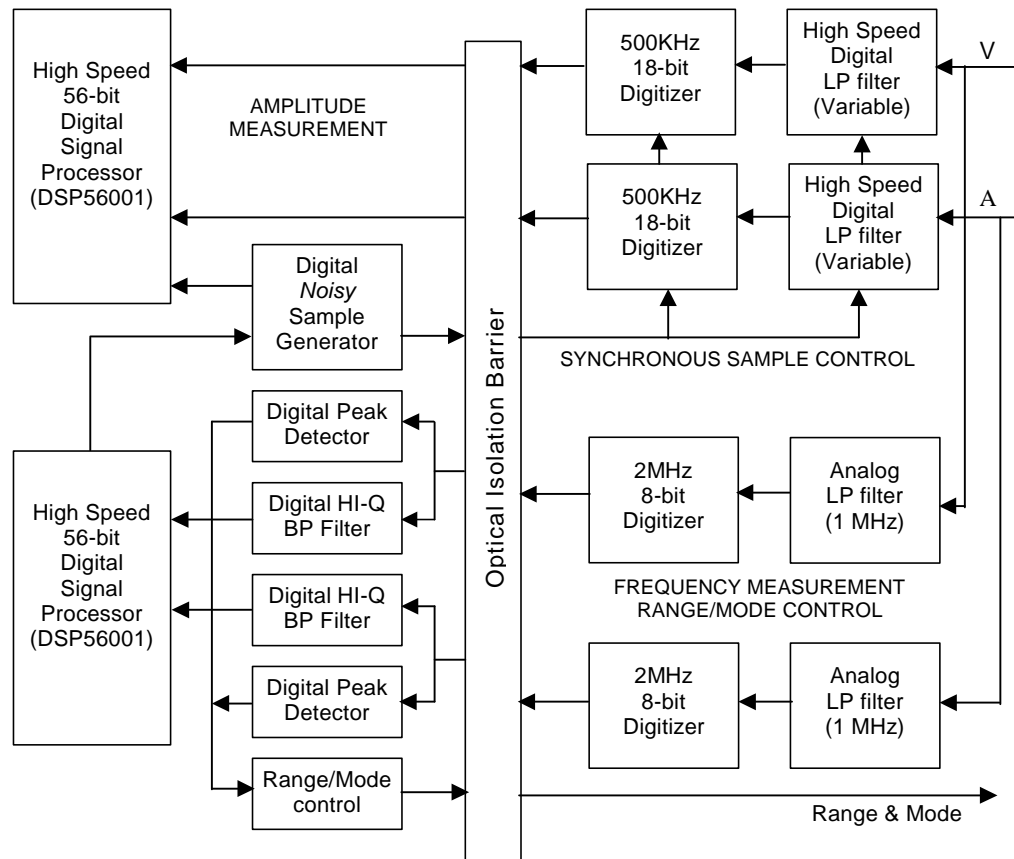 High Speed
56-bit
Digital
Signal
Processor
(DSP56001)
AMPLITUDE
MEASUREMENT
500KHz
18-bit
Digitizer
High Speed
Digital
LP filter
(Variable)
V
500KHz
18-bit
Digitizer
High Speed
Digital
LP filter
(Variable)
A
Digital
Noisy
Sample
Generator
Optical Isolation Barrier
SYNCHRONOUS SAMPLE CONTROL
Digital Peak
Detector
High Speed
56-bit
Digital
Signal
Processor
(DSP56001)
Digital HI-Q
BP Filter
2MHz
8-bit
Digitizer
Analog
LP filter
(1 MHz)
Digital HI-Q
BP Filter
FREQUENCY MEASUREMENT
RANGE/MODE CONTROL
Digital Peak
Detector
2MHz
8-bit
Digitizer
Analog
LP filter
(1 MHz)
Range/Mode
control
Range & Mode